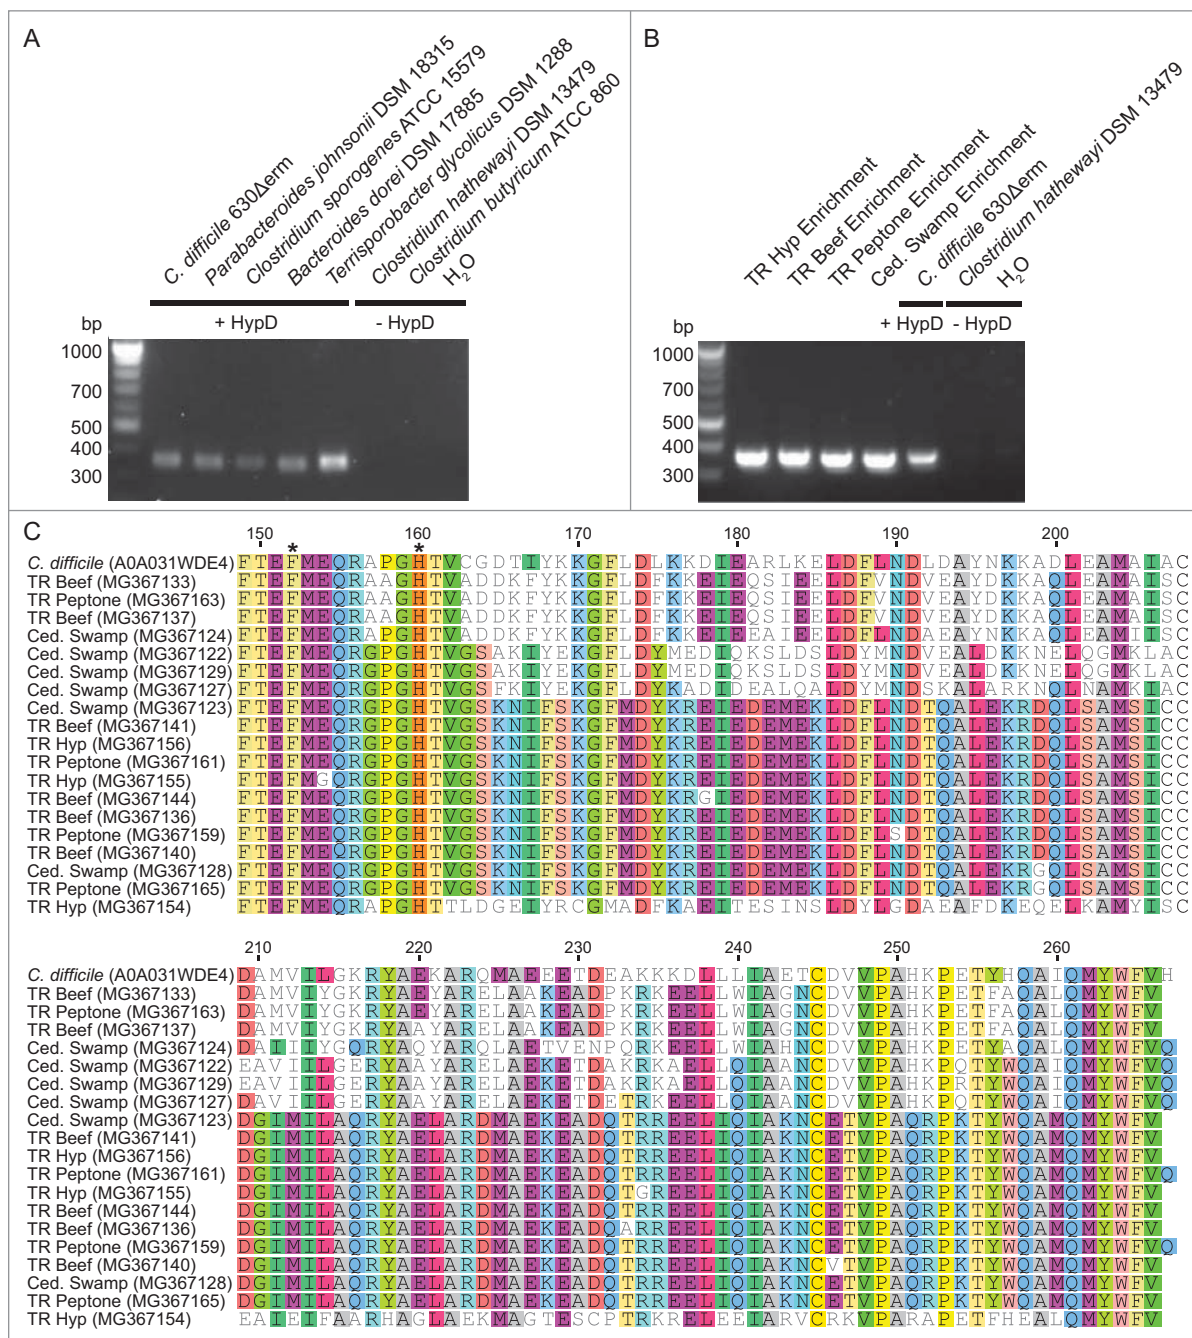 A
B
C. difficile 630Δerm
Parabacteroides johnsonii DSM 18315
Clostridium sporogenes ATCC 15579
Bacteroides dorei DSM 17885
Terrisporobacter glycolicus DSM 1288
Clostridium hathewayi DSM 13479
Clostridium butyricum ATCC 860
H₂O
+ HypD
- HypD
bp
1000
700
500
400
300
TR Hyp Enrichment
TR Beef Enrichment
TR Peptone Enrichment
Ced. Swamp Enrichment
C. difficile 630Δerm
Clostridium hathewayi DSM 13479
H₂O
+ HypD
- HypD
bp
1000
700
500
400
300
C
150 160 170 180 190 200
* *
C. difficile (A0A031WDE4) FTEFMEQRAPGHTVCGDTIYKKGFLDLKKDIEARLKELDFLNDLDAYNKKADLEAMAIAC
TR Beef (MG367133) FTEFMEQRAAGHTVADDKFYKKGFLDFKKEIEQSIEELDFVNDVEAYDKKAQLEAMAISC
TR Peptone (MG367163) FTEFMEQRAAGHTVADDKFYKKGFLDFKKEIEQSIEELDFVNDVEAYDKKAQLEAMAISC
TR Beef (MG367137) FTEFMEQRAAGHTVADDKFYKKGFLDFKKEIEQSIEELDFVNDVEAYDKKAQLEAMAISC
Ced. Swamp (MG367124) FTEFMEQRAPGHTVADDKFYKKGFLDFKKEIEEAIEELDFLNDAEAYNKKAQLEAMAISC
Ced. Swamp (MG367122) FTEFMEQRGPGHTVGSAKIYEKGFLDYMEDIQKSLDSLDYMNDVEALDKKNELQGMKLAC
Ced. Swamp (MG367129) FTEFMEQRGPGHTVGSAKIYEKGFLDYMEDIQKSLDSLDYMNDVEALDKKNELQGMKLAC
Ced. Swamp (MG367127) FTEFMEQRGPGHTVGSFKIYEKGFLDYKADIDEALQALDYMNDSKALARKNQLNAMKIAC
Ced. Swamp (MG367123) FTEFMEQRGPGHTVGSKNIFSKGFMDYKREIEDEMEKLDFLNDTQALEKRDQLSAMSICC
TR Beef (MG367141) FTEFMEQRGPGHTVGSKNIFSKGFMDYKREIEDEMEKLDFLNDTQALEKRDQLSAMSICC
TR Hyp (MG367156) FTEFMEQRGPGHTVGSKNIFSKGFMDYKREIEDEMEKLDFLNDTQALEKRDQLSAMSICC
TR Peptone (MG367161) FTEFMEQRGPGHTVGSKNIFSKGFMDYKREIEDEMEKLDFLNDTQALEKRDQLSAMSICC
TR Hyp (MG367155) FTEFMGQRGPGHTVGSKNIFSKGFMDYKREIEDEMEKLDFLNDTQALEKRDQLSAMSICC
TR Beef (MG367144) FTEFMEQRGPGHTVGSKNIFSKGFMDYKRGIEDEMEKLDFLNDTQALEKRDQLSAMSICC
TR Beef (MG367136) FTEFMEQRGPGHTVGSKNIFSKGFMDYKREIEDEMEKLDFLNDTQALEKRDQLSAMSICC
TR Peptone (MG367159) FTEFMEQRGPGHTVGSKNIFSKGFMDYKREIEDEMEKLDFLSDTQALEKRDQLSAMSICC
TR Beef (MG367140) FTEFMEQRGPGHTVGSKNIFSKGFMDYKREIEDEMEKLDFLNDTQALEKRDQLSAMSICC
Ced. Swamp (MG367128) FTEFMEQRGPGHTVGSKNIFSKGFMDYKREIEDEMEKLDFLNDTQALEKRGQLSAMSICC
TR Peptone (MG367165) FTEFMEQRGPGHTVGSKNIFSKGFMDYKREIEDEMEKLDFLNDTQALEKRGQLSAMSICC
TR Hyp (MG367154) FTEFMEQRAPGHTTLDGEIYRCGMADFKAEITESINSLDYLGDAEAFDKEQELKAMYISC
210 220 230 240 250 260
C. difficile (A0A031WDE4) DAMVILGKRYAEKARQMAEEETDEAKKKDLLLIAETCDVVPAHKPETYHQAIQMYWFVH
TR Beef (MG367133) DAMVIYGKRYAEYARELAAKEADPKRKEELLWIAGNCDVVPAHKPETFAQALQMYWFV
TR Peptone (MG367163) DAMVIYGKRYAEYARELAAKEADPKRKEELLWIAGNCDVVPAHKPETFAQALQMYWFV
TR Beef (MG367137) DAMVIYGKRYAAYARELAAKEADPKRKEELLWIAGNCDVVPAHKPETFAQALQMYWFV
Ced. Swamp (MG367124) DAIIIYGQRYAQYARQLAETVENPQRKEELLWIAHNCDVVPAHKPETYAQALQMYWFVQ
Ced. Swamp (MG367122) EAVIILGERYAAYARELAEKETDAKRKAELLQIAANCDVVPAHKPQTYWQAIQMYWFVQ
Ced. Swamp (MG367129) EAVIILGERYAAYARELAEKETDAKRKAELLQIAANCDVVPAHKPRTYWQAIQMYWFVQ
Ced. Swamp (MG367127) DAVIILGERYAAYARELAEKETDETRKEELLQIAANCDVVPAHKPQTYWQAIQMYWFVQ
Ced. Swamp (MG367123) DGIMILAQRYAELARDMAEKEADQTRREELIQIAKNCETVPAQRPKTYWQAMQMYWFV
TR Beef (MG367141) DGIMILAQRYAELARDMAEKEADQTRREELIQIAKNCETVPAQRPKTYWQAMQMYWFV
TR Hyp (MG367156) DGIMILAQRYAELARDMAEKEADQTRREELIQIAKNCETVPAQRPKTYWQAMQMYWFV
TR Peptone (MG367161) DGIMILAQRYAELARDMAEKEADQTRREELIQIAKNCETVPAQRPKTYWQAMQMYWFVQ
TR Hyp (MG367155) DGIMILAQRYAELARDMAEKEADQTGREELIQIAKNCETVPAQRPKTYWQAMQMYWFV
TR Beef (MG367144) DGIMILAQRYAELARDMAEKEADQTRREELIQIAKNCETVPAQRPKTYWQAMQMYWFV
TR Beef (MG367136) DGIMILAQRYAELARDMAEKEADQARREELIQIAKNCETVPAQRPKTYWQAMQMYWFV
TR Peptone (MG367159) DGIMILAQRYAELARDMAEKEADQTRREELIQIAKNCETVPAQRPKTYWQAMQMYWFVQ
TR Beef (MG367140) DGIMILAQRYAELARDMAEKEADQTRREELIQIAKNCVTVPAQRPKTYWQAMQMYWFV
Ced. Swamp (MG367128) DGIMILAQRYAELARDMAEKEADQTRREELIQIAKNCETVPAQRPKTYWQAMQMYWFV
TR Peptone (MG367165) DGIMILAQRYAELARDMAEKEADQTRREELIQIAKNCETVPAQRPKTYWQAMQMYWFV
TR Hyp (MG367154) EAIEIFAARHAGLAEKMAGTESCPTRKRELEEIARVCRKVPARAPETFHEALQMYWFV